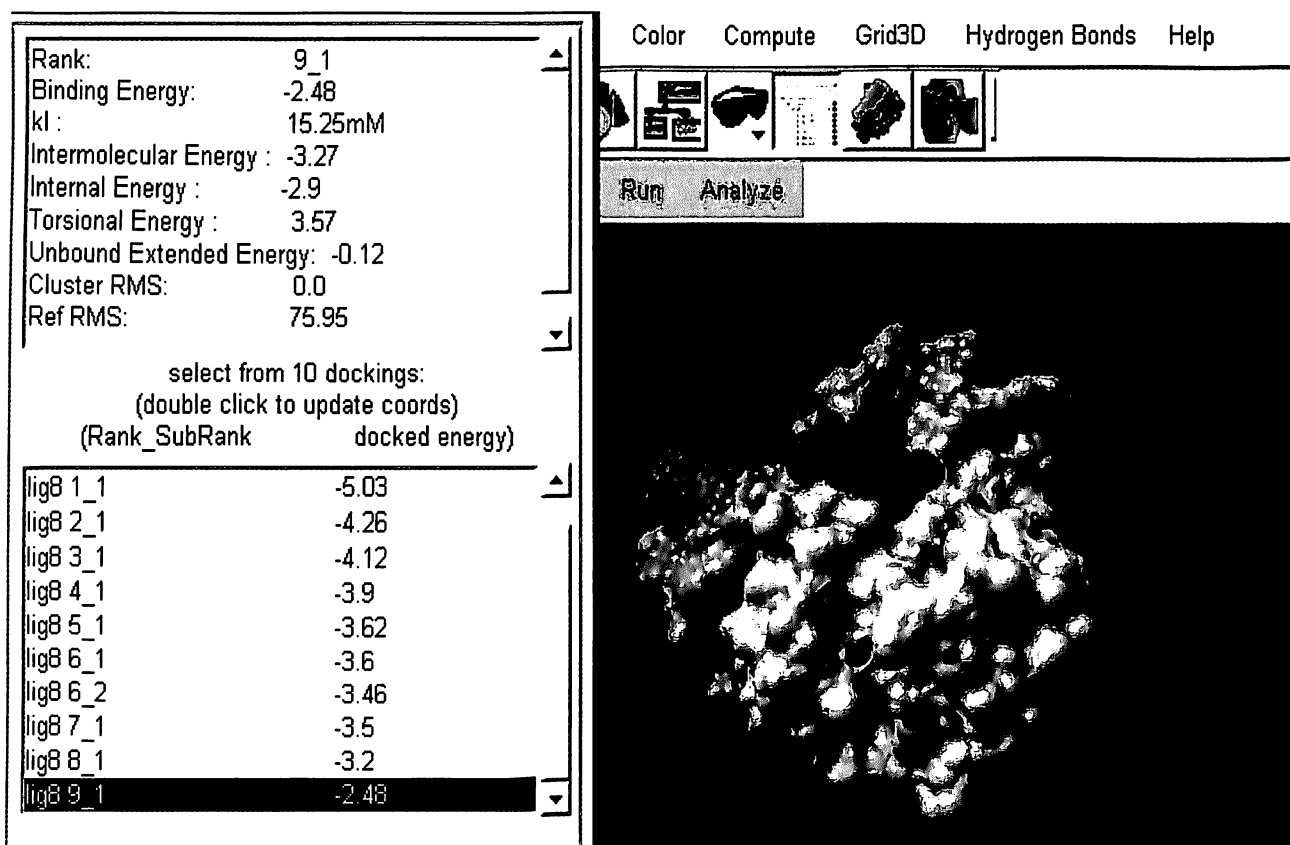 Rank: 9_1
Binding Energy: -2.48
kI : 15.25mM
Intermolecular Energy : -3.27
Internal Energy : -2.9
Torsional Energy : 3.57
Unbound Extended Energy: -0.12
Cluster RMS: 0.0
Ref RMS: 75.95
select from 10 dockings:
(double click to update coords)
(Rank_SubRank docked energy)
lig8 1_1 -5.03
lig8 2_1 -4.26
lig8 3_1 -4.12
lig8 4_1 -3.9
lig8 5_1 -3.62
lig8 6_1 -3.6
lig8 6_2 -3.46
lig8 7_1 -3.5
lig8 8_1 -3.2
lig8 9_1 -2.48
Color Compute Grid3D Hydrogen Bonds Help
Run Analyze